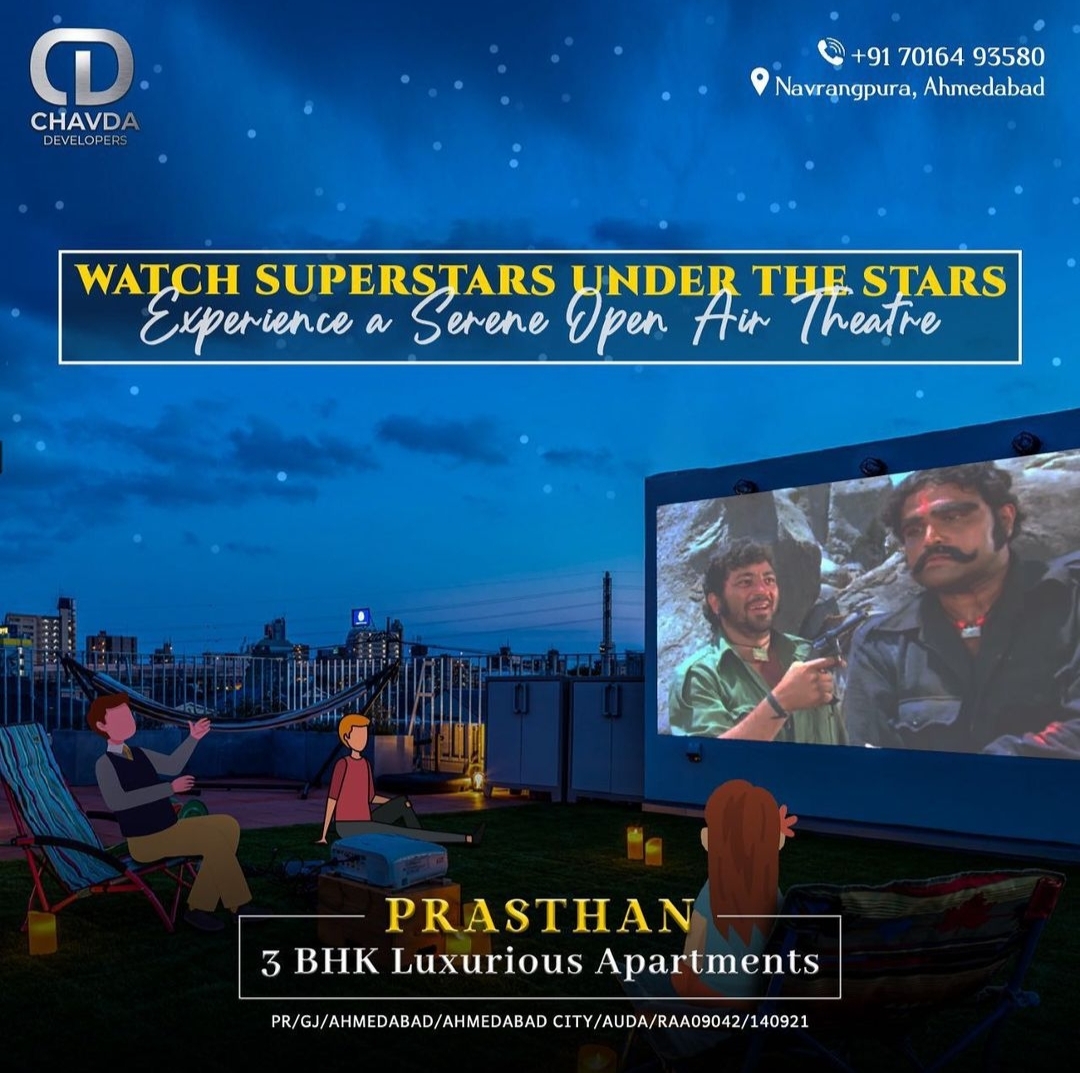 CHAVDA
DEVELOPERS
+91 70164 93580
Navrangpura, Ahmedabad
WATCH SUPERSTARS UNDER THE STARS
Experience a Serene Open Air Theatre
PRASTHAN
3 BHK Luxurious Apartments
PR/GJ/AHMEDABAD/AHMEDABAD CITY/AUDA/RAA09042/140921